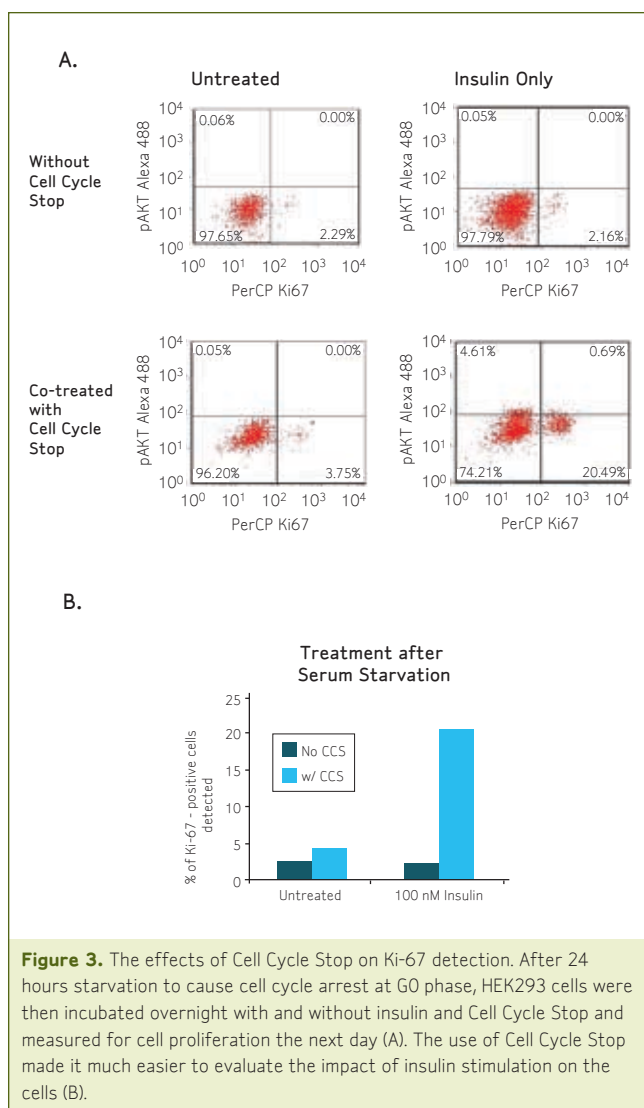 A.
Untreated
Insulin Only
Without
Cell Cycle
Stop
pAKT Alexa 488
10⁴
10³
10²
10¹
10⁰
0.06%
0.00%
97.65%
2.29%
10⁰ 10¹ 10² 10³ 10⁴
PerCP Ki67
pAKT Alexa 488
10⁴
10³
10²
10¹
10⁰
0.05%
0.00%
97.79%
2.16%
10⁰ 10¹ 10² 10³ 10⁴
PerCP Ki67
Co-treated
with
Cell Cycle
Stop
pAKT Alexa 488
10⁴
10³
10²
10¹
10⁰
0.05%
0.00%
96.20%
3.75%
10⁰ 10¹ 10² 10³ 10⁴
PerCP Ki67
pAKT Alexa 488
10⁴
10³
10²
10¹
10⁰
4.61%
0.69%
74.21%
20.49%
10⁰ 10¹ 10² 10³ 10⁴
PerCP Ki67
B.
Treatment after
Serum Starvation
% of Ki-67 - positive cells
detected
25
20
15
10
5
0
No CCS
w/ CCS
Untreated
100 nM Insulin
Figure 3. The effects of Cell Cycle Stop on Ki-67 detection. After 24
hours starvation to cause cell cycle arrest at G0 phase, HEK293 cells were
then incubated overnight with and without insulin and Cell Cycle Stop and
measured for cell proliferation the next day (A). The use of Cell Cycle Stop
made it much easier to evaluate the impact of insulin stimulation on the
cells (B).